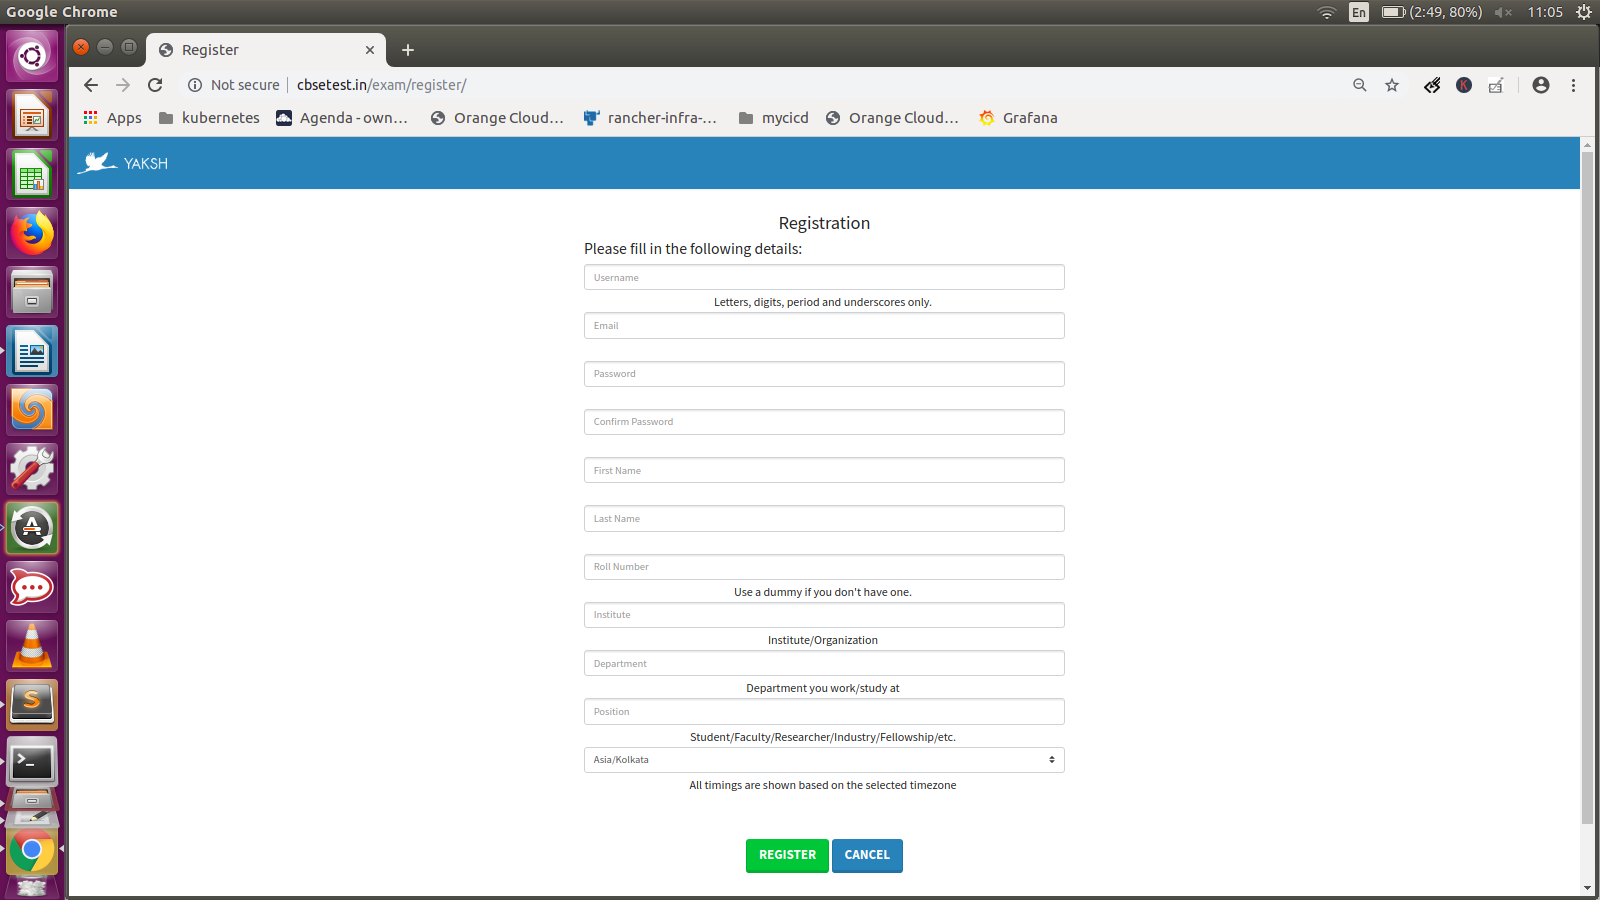 Google Chrome
En (2:49, 80%) 11:05
Register
Not secure cbsetest.in/exam/register/
Apps kubernetes Agenda - own... Orange Cloud... rancher-infra-... mycicd Orange Cloud... Grafana
YAKSH
Registration
Please fill in the following details:
Username
Letters, digits, period and underscores only.
Email
Password
Confirm Password
First Name
Last Name
Roll Number
Use a dummy if you don't have one.
Institute
Institute/Organization
Department
Department you work/study at
Position
Student/Faculty/Researcher/Industry/Fellowship/etc.
Asia/Kolkata
All timings are shown based on the selected timezone
REGISTER CANCEL